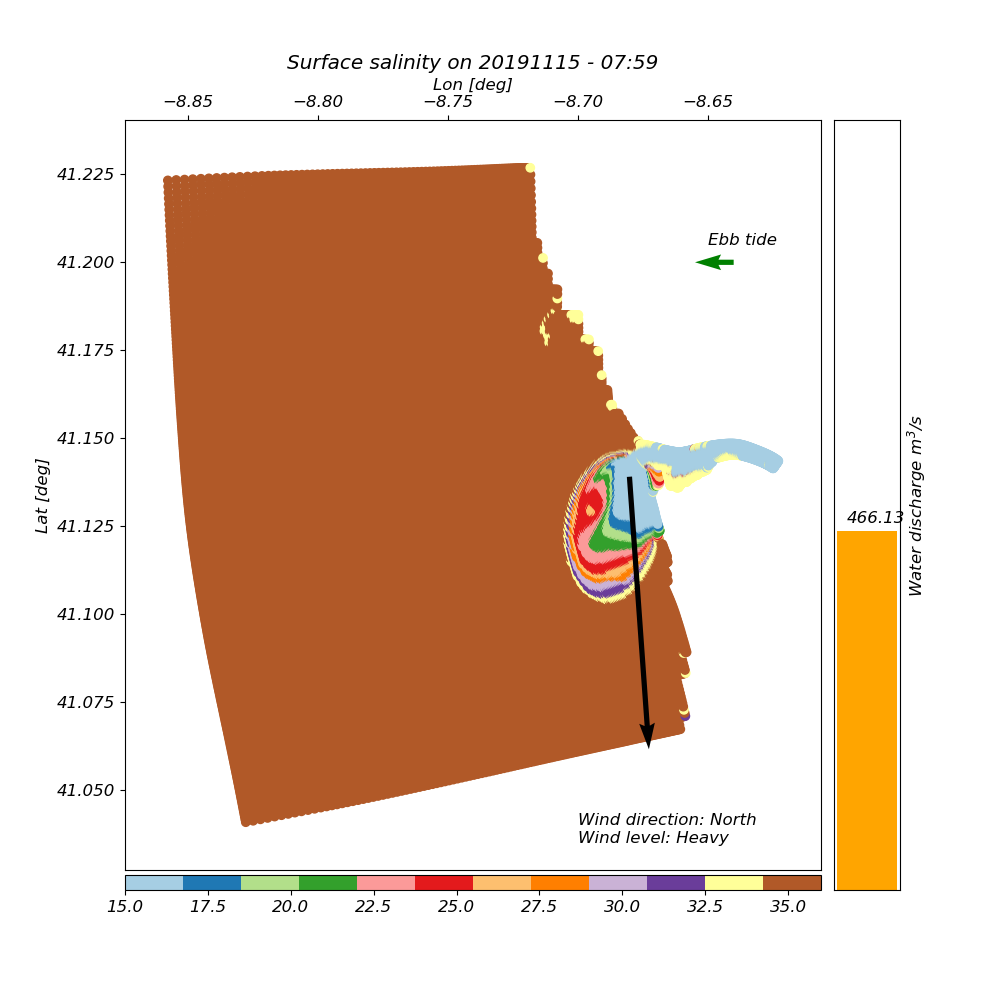 Surface salinity on 20191115 - 07:59
Lon [deg]
−8.85 −8.80 −8.75 −8.70 −8.65
41.225
41.200
41.175
41.150
41.125
41.100
41.075
41.050
Lat [deg]
Ebb tide
Wind direction: North
Wind level: Heavy
15.0 17.5 20.0 22.5 25.0 27.5 30.0 32.5 35.0
466.13
Water discharge m³/s